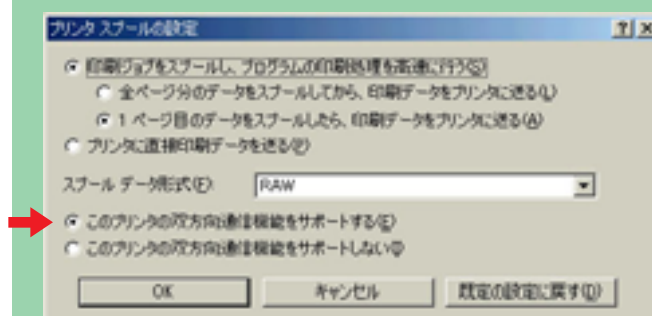 プリンタ スプールの設定
印刷ジョブをスプールし、プログラムの印刷処理を高速に行う(S)
全ページ分のデータをスプールしてから、印刷データをプリンタに送る(L)
1 ページ目のデータをスプールしたら、印刷データをプリンタに送る(A)
プリンタに直接印刷データを送る(P)
スプール データ形式(F): RAW
このプリンタの双方向通信機能をサポートする(E)
このプリンタの双方向通信機能をサポートしない(I)
OK キャンセル 既定の設定に戻す(D)